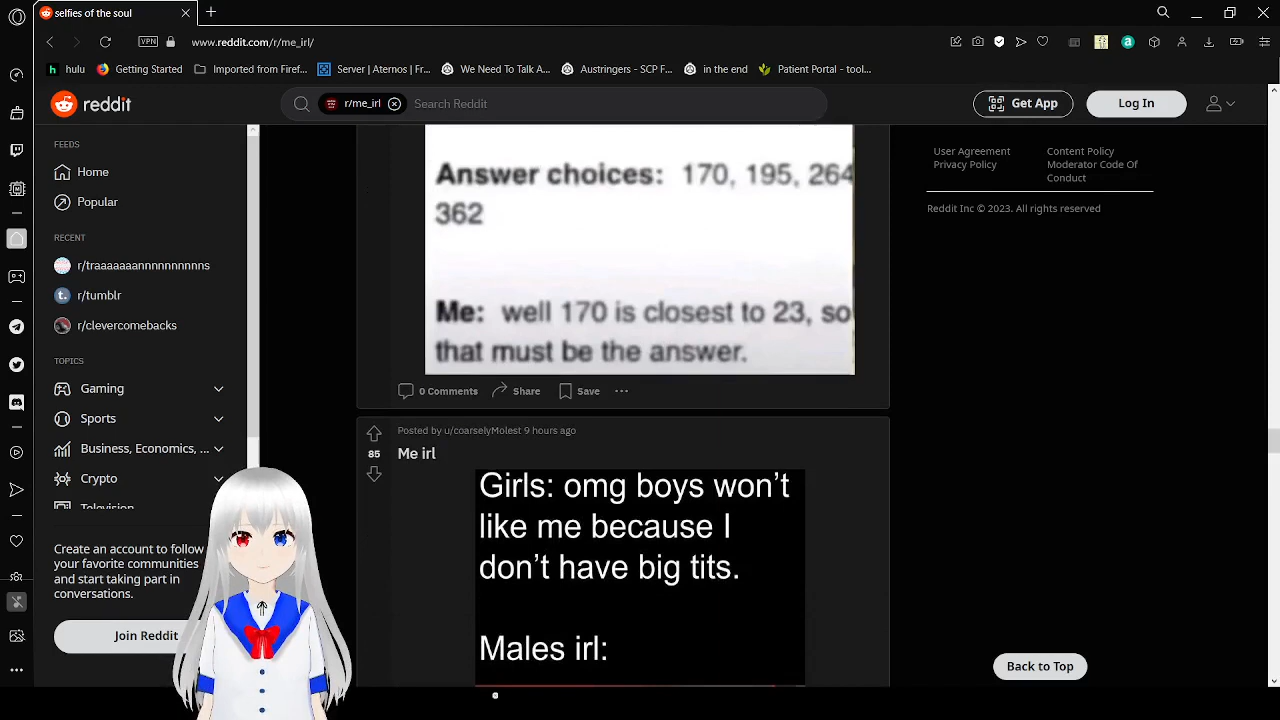 selfies of the soul
VPN www.reddit.com/r/me_irl/
hulu Getting Started Imported from Firef... Server | Aternos | Fr... We Need To Talk A... Austringers - SCP F... in the end Patient Portal - tool...
reddit r/me_irl Search Reddit Get App Log In
FEEDS
Home
Popular
RECENT
r/traaaaaaannnnnnnnns
r/tumblr
r/clevercomebacks
TOPICS
Gaming
Sports
Business, Economics, ...
Crypto
Television
Create an account to follow
your favorite communities
and start taking part in
conversations.
Join Reddit
Answer choices: 170, 195, 264
362
Me: well 170 is closest to 23, so
that must be the answer.
0 Comments Share Save
Posted by u/coarselyMolest 9 hours ago
85
Me irl
Girls: omg boys won't
like me because I
don't have big tits.
Males irl:
User Agreement
Privacy Policy
Content Policy
Moderator Code Of
Conduct
Reddit Inc © 2023. All rights reserved
Back to Top